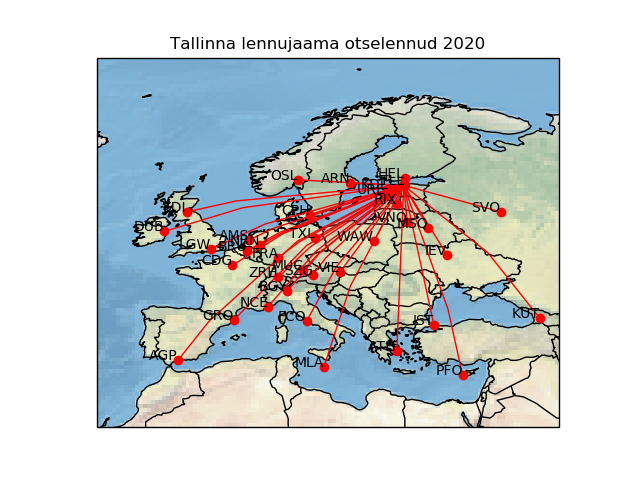 Tallinna lennujaama otselennud 2020
HEL
OSL
ARN
RIX
SVO
CPH
DUB
VNO
MSQ
TXL
AMS
WAW
LGW
IEV
CDG
FRA
MUC
VIE
ZRH
SZG
BGY
NCE
GRO
FCO
IST
KUT
AGP
MLA
PFO